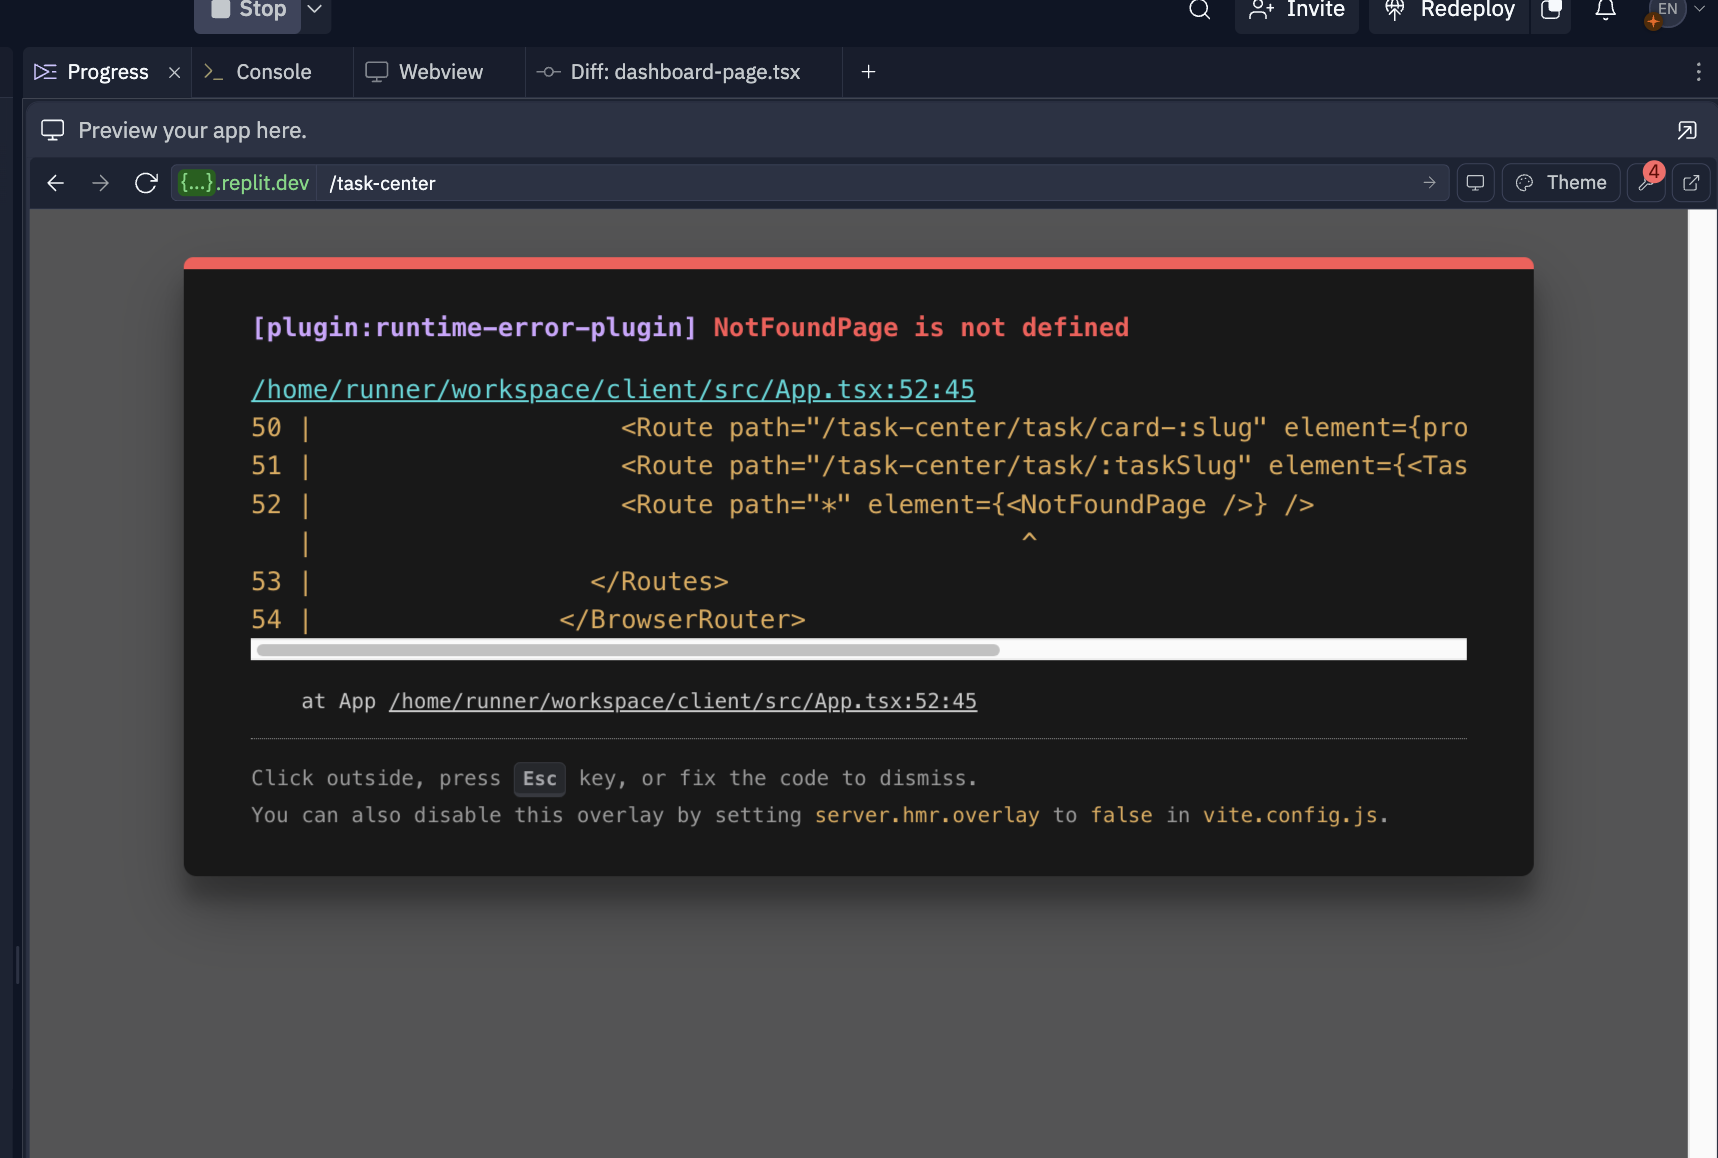 Stop
Invite
Redeploy
EN
Progress
Console
Webview
Diff: dashboard-page.tsx
Preview your app here.
{...}.replit.dev /task-center
Theme
4
[plugin:runtime-error-plugin] NotFoundPage is not defined
/home/runner/workspace/client/src/App.tsx:52:45
50 | <Route path="/task-center/task/card-:slug" element={pro
51 | <Route path="/task-center/task/:taskSlug" element={<Tas
52 | <Route path="*" element={<NotFoundPage />} />
| ^
53 | </Routes>
54 | </BrowserRouter>
at App /home/runner/workspace/client/src/App.tsx:52:45
Click outside, press Esc key, or fix the code to dismiss.
You can also disable this overlay by setting server.hmr.overlay to false in vite.config.js.